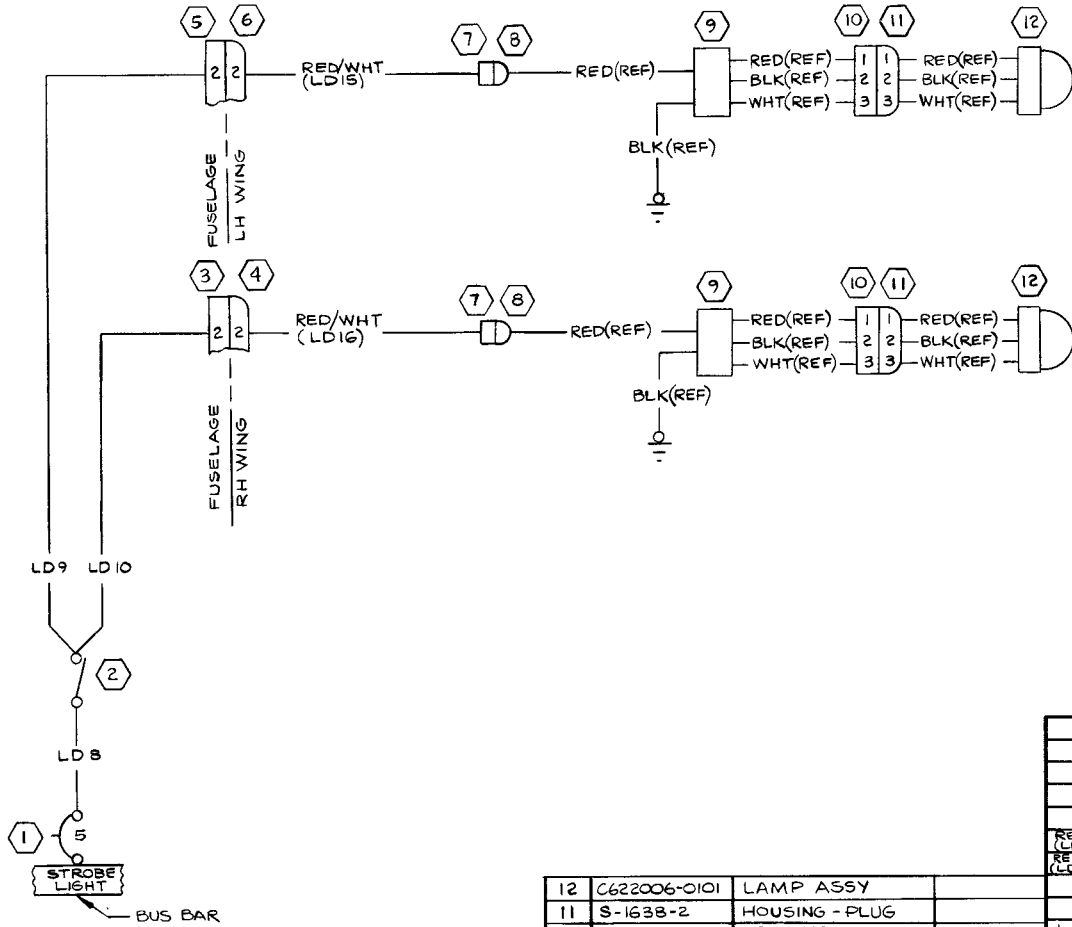 5 6 7 8 9 10 11 12
2 2 RED/WHT (LD15) RED(REF) RED(REF) 1 1 RED(REF)
BLK(REF) 2 2 BLK(REF)
WHT(REF) 3 3 WHT(REF)
BLK(REF)
FUSELAGE
LH WING
3 4 7 8 9 10 11 12
2 2 RED/WHT (LD16) RED(REF) RED(REF) 1 1 RED(REF)
BLK(REF) 2 2 BLK(REF)
WHT(REF) 3 3 WHT(REF)
BLK(REF)
FUSELAGE
RH WING
LD9 LD10
2
LD8
1 5
STROBE
LIGHT
BUS BAR
12 C622006-0101 LAMP ASSY
11 S-1638-2 HOUSING-PLUG